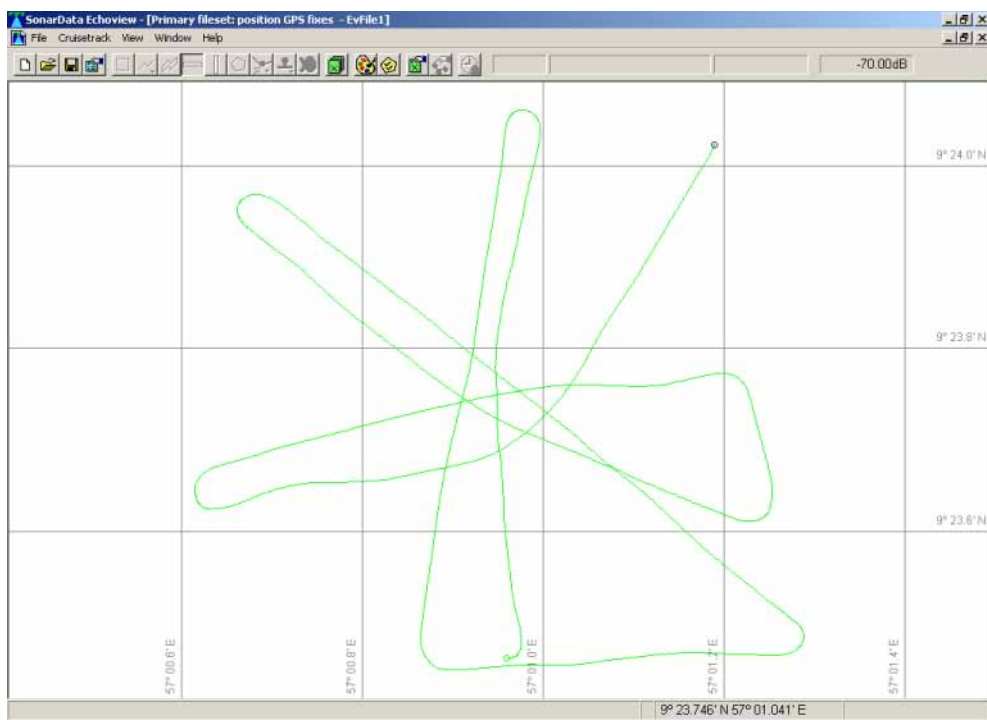 SonarData Echoview - [Primary fileset: position GPS fixes - EvFile1]
File Cruisetrack View Window Help
-70.00dB
9° 24.0' N
9° 23.8' N
9° 23.6' N
57° 00.6' E
57° 00.8' E
57° 01.0' E
57° 01.2' E
57° 01.4' E
9º 23.746' N 57º 01.041' E